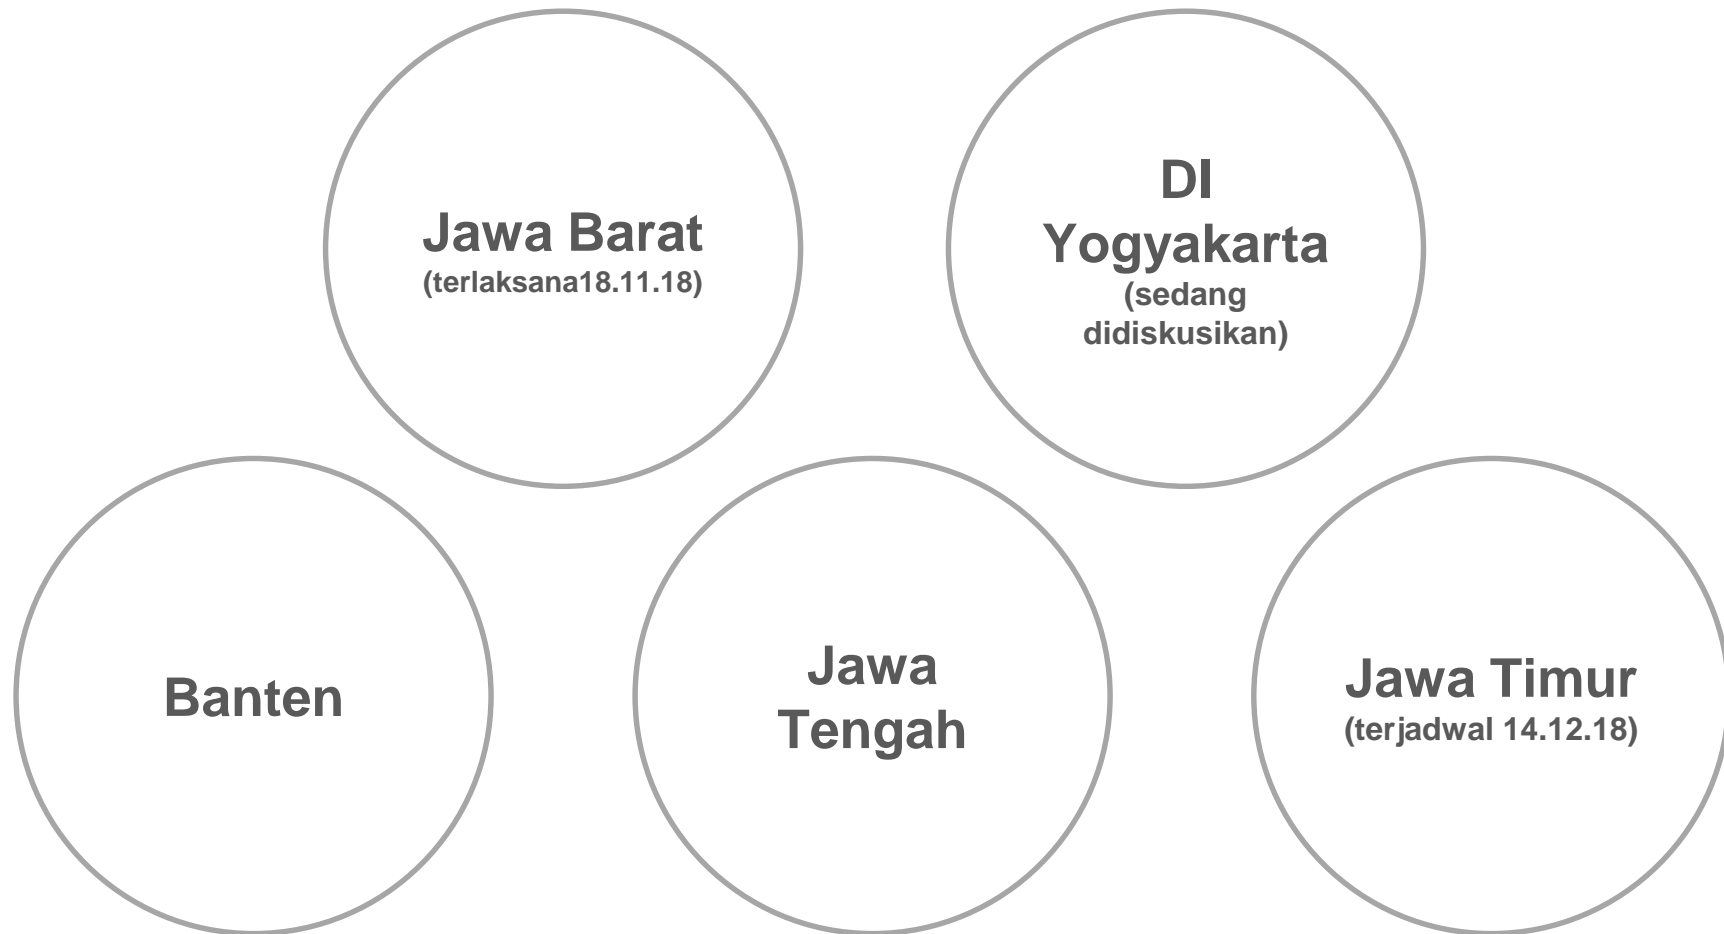 Jawa Barat
(terlaksana18.11.18)
DI
Yogyakarta
(sedang
didiskusikan)
Banten
Jawa
Tengah
Jawa Timur
(terjadwal 14.12.18)